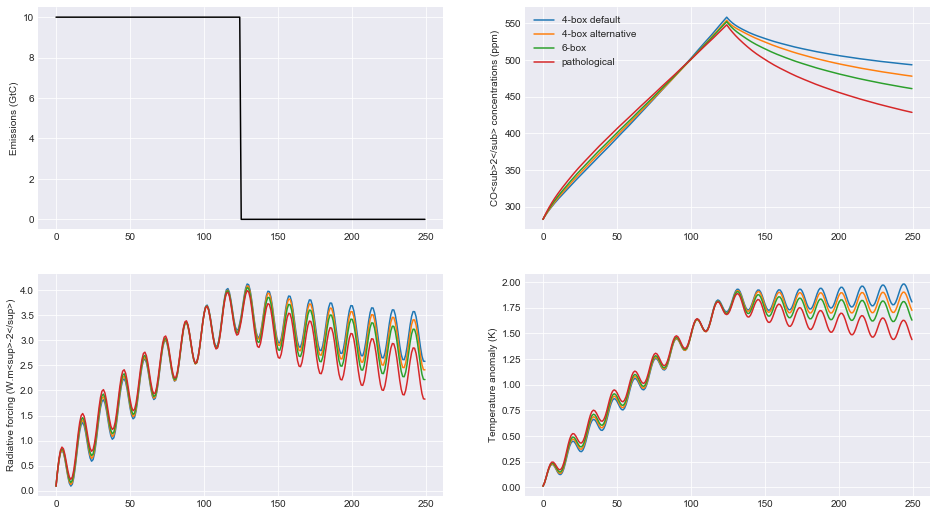 Emissions (GtC)
10
8
6
4
2
0
0 50 100 150 200 250
CO<sub>2</sub> concentrations (ppm)
550
500
450
400
350
300
4-box default
4-box alternative
6-box
pathological
0 50 100 150 200 250
Radiative forcing (W.m<sup>-2</sup>)
4.0
3.5
3.0
2.5
2.0
1.5
1.0
0.5
0.0
0 50 100 150 200 250
Temperature anomaly (K)
2.00
1.75
1.50
1.25
1.00
0.75
0.50
0.25
0.00
0 50 100 150 200 250